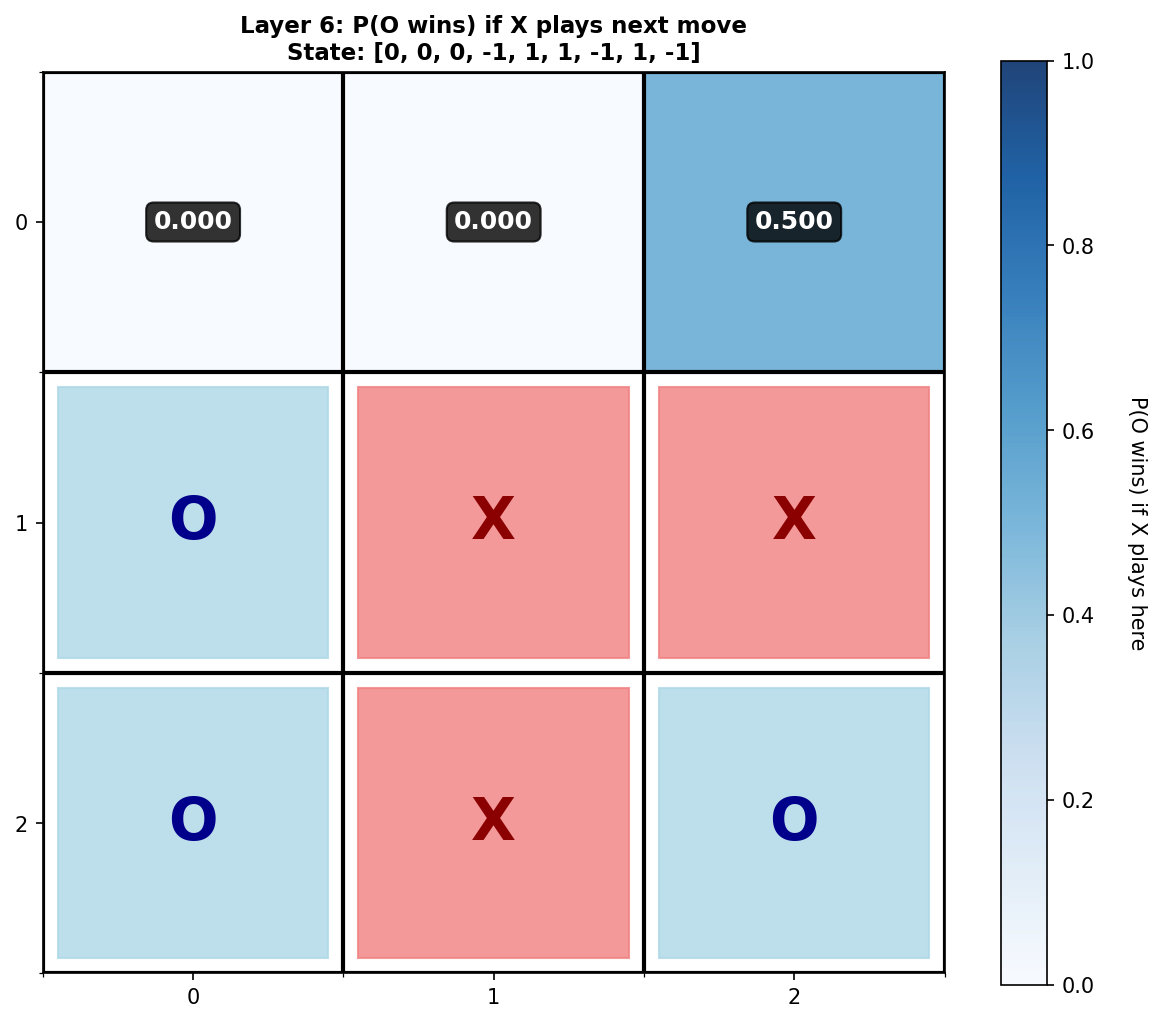 Layer 6: P(O wins) if X plays next move
State: [0, 0, 0, -1, 1, 1, -1, 1, -1]
0
0.000
0.000
0.500
1
O
X
X
2
O
X
O
0
1
2
1.0
0.8
0.6
0.4
0.2
0.0
P(O wins) if X plays here